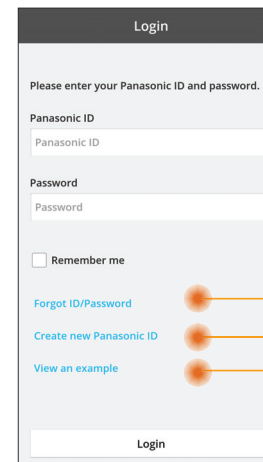 Login
Please enter your Panasonic ID and password.
Panasonic ID
Panasonic ID
Password
Password
Remember me
Forgot ID/Password
Create new Panasonic ID
View an example
Login